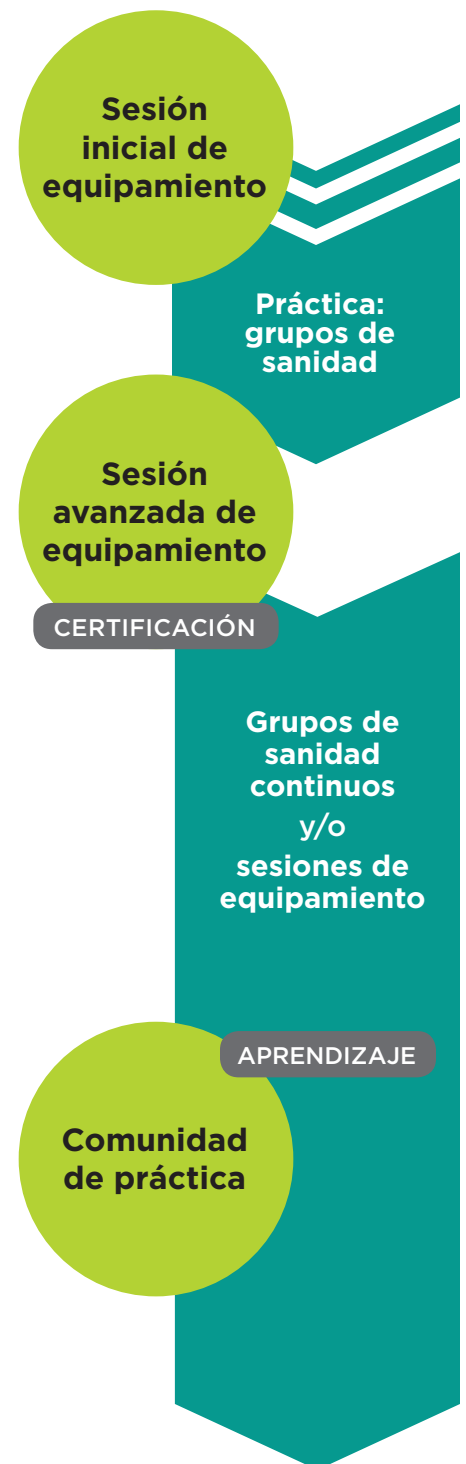 Sesión
inicial de
equipamiento
Práctica:
grupos de
sanidad
Sesión
avanzada de
equipamiento
CERTIFICACIÓN
Grupos de
sanidad
continuos
y/o
sesiones de
equipamiento
APRENDIZAJE
Comunidad
de práctica